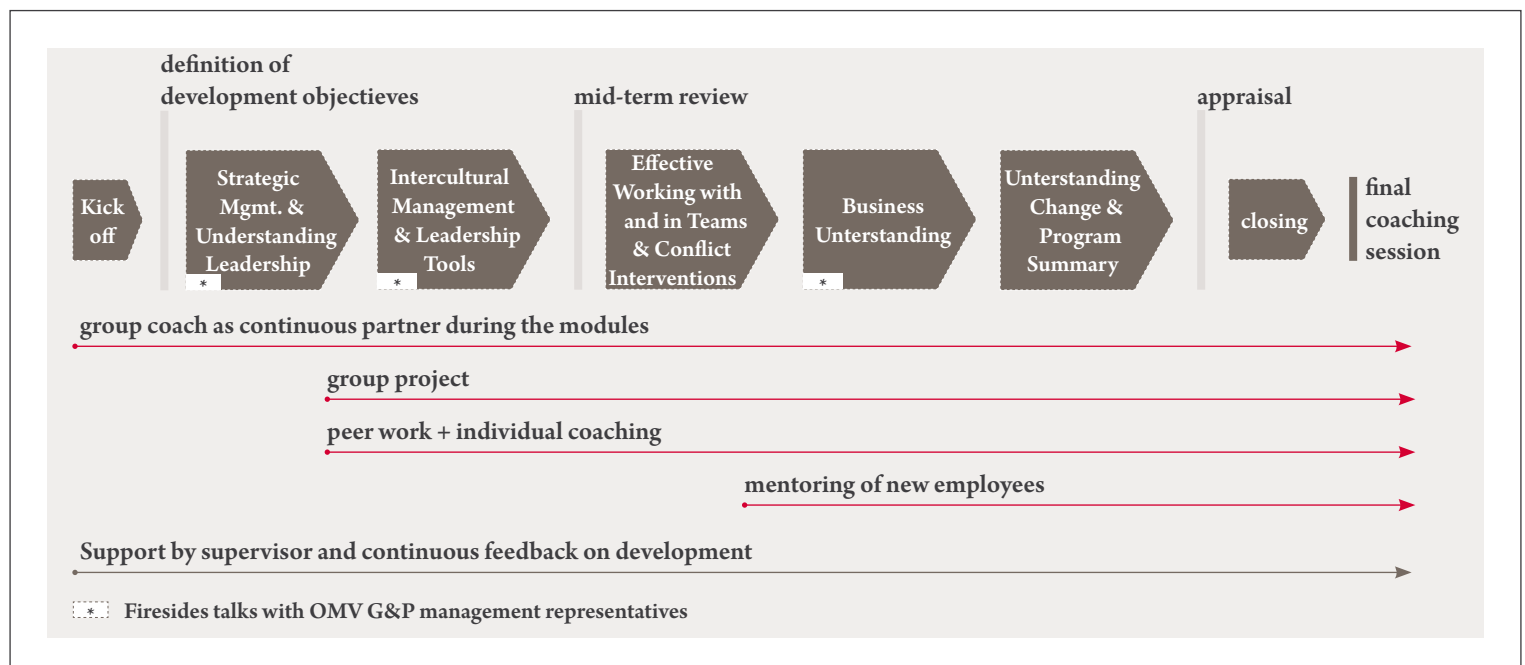 definition of
development objectieves
mid-term review
appraisal
Kick
off
Strategic
Mgmt. &
Understanding
Leadership
*
Intercultural
Management
& Leadership
Tools
*
Effective
Working with
and in Teams
& Conflict
Interventions
Business
Unterstanding
*
Unterstanding
Change &
Program
Summary
closing
final
coaching
session
group coach as continuous partner during the modules
group project
peer work + individual coaching
mentoring of new employees
Support by supervisor and continuous feedback on development
* Firesides talks with OMV G&P management representatives